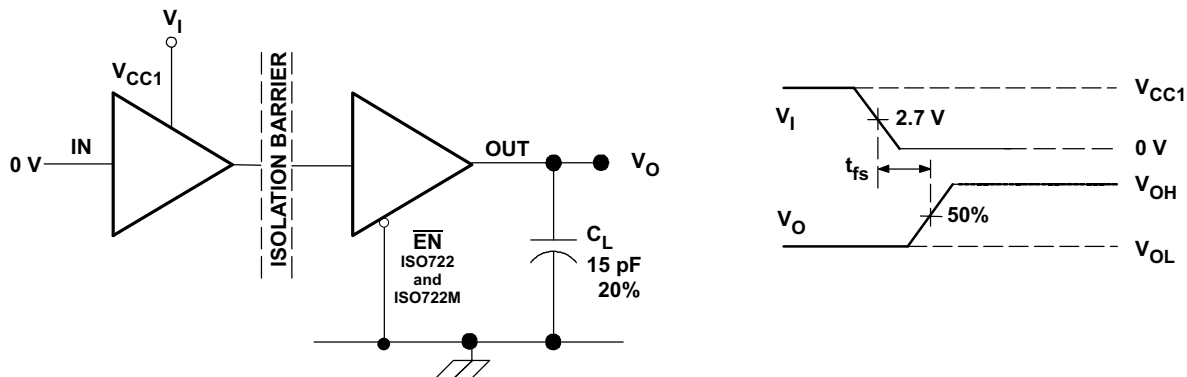 V_I
V_CC1
ISOLATION BARRIER
IN
0 V
OUT
V_O
EN
ISO722
and
ISO722M
C_L
15 pF
20%
V_CC1
V_I
2.7 V
0 V
t_fs
V_OH
V_O
50%
V_OL